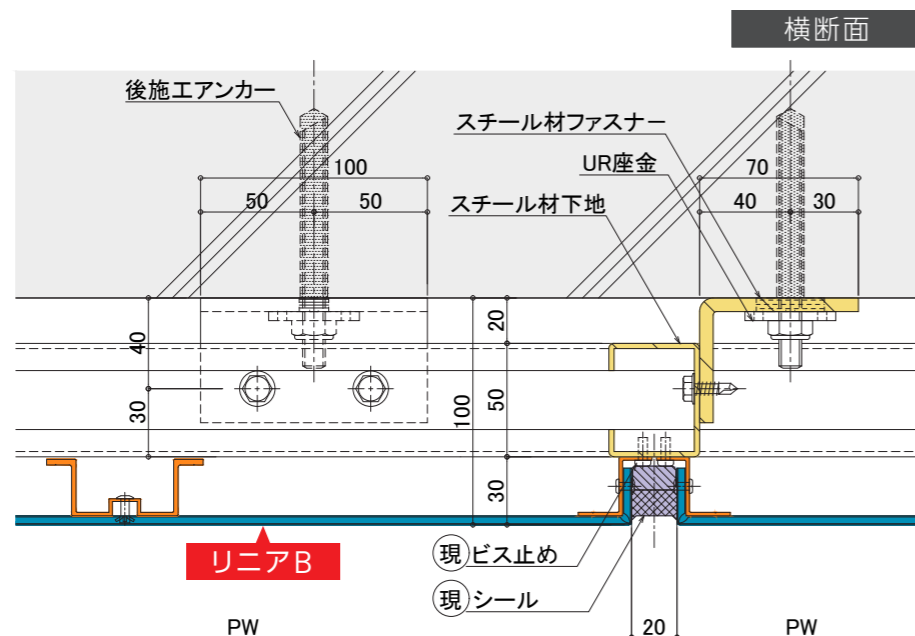 横断面
後施工アンカー
スチール材ファスナー
100
UR座金
70
50
50
スチール材下地
40
30
40
20
30
100
50
30
現 ビス止め
リニアB
現 シール
PW
20
PW